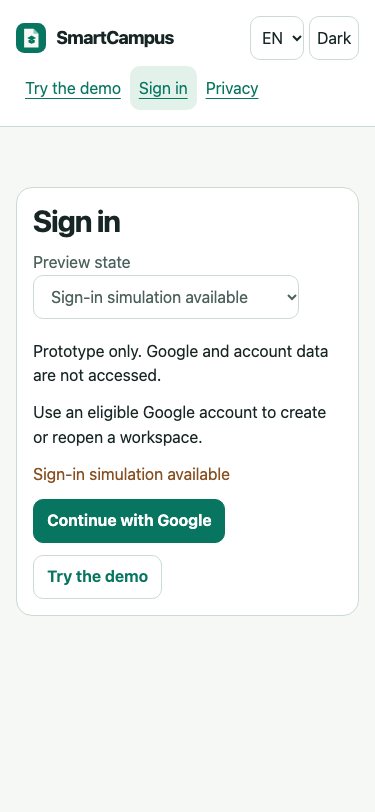 SmartCampus
EN
Dark
Try the demo
Sign in
Privacy
Sign in
Preview state
Sign-in simulation available
Prototype only. Google and account data
are not accessed.
Use an eligible Google account to create
or reopen a workspace.
Sign-in simulation available
Continue with Google
Try the demo